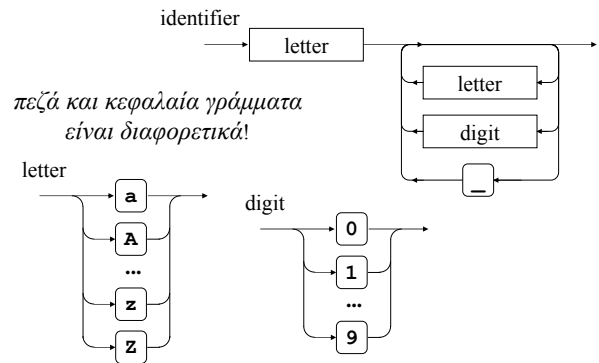 identifier
letter
letter
πεζά και κεφαλαία γράμματα
είναι διαφορετικά!
digit
_
letter
a
A
...
z
Z
digit
0
1
...
9